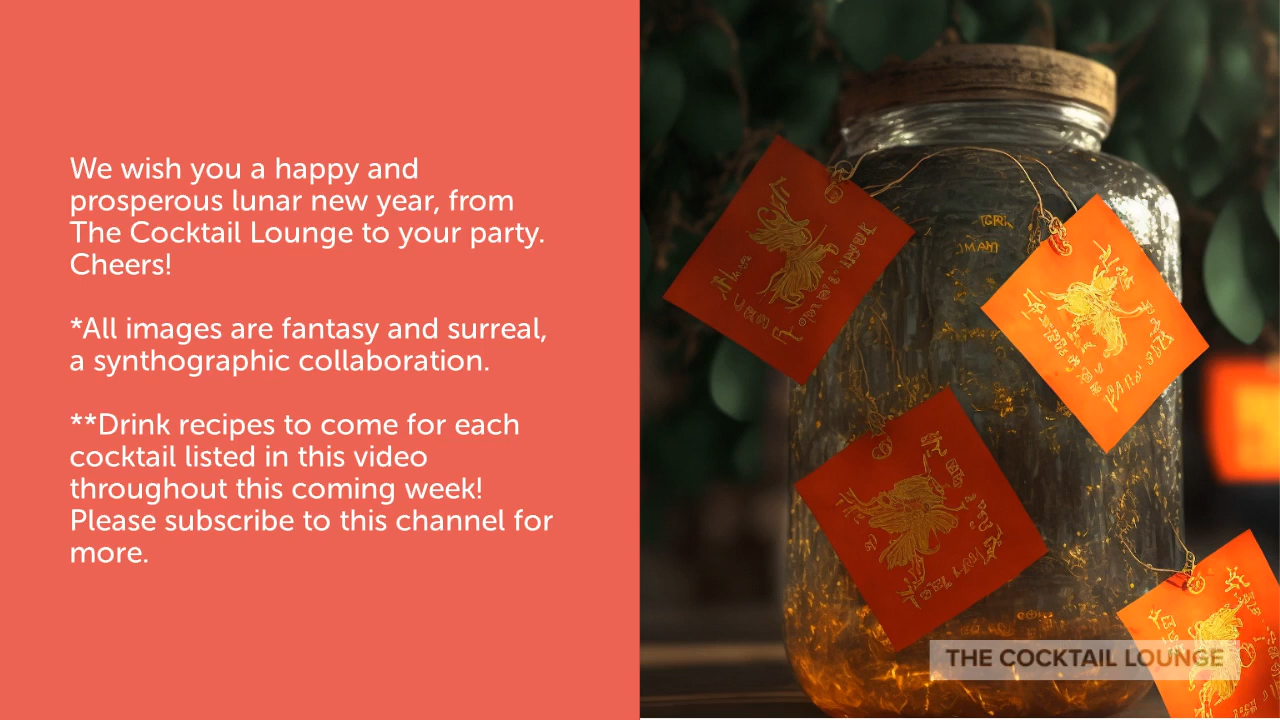 We wish you a happy and
prosperous lunar new year, from
The Cocktail Lounge to your party.
Cheers!
*All images are fantasy and surreal,
a synthographic collaboration.
**Drink recipes to come for each
cocktail listed in this video
throughout this coming week!
Please subscribe to this channel for
more.
THE COCKTAIL LOUNGE